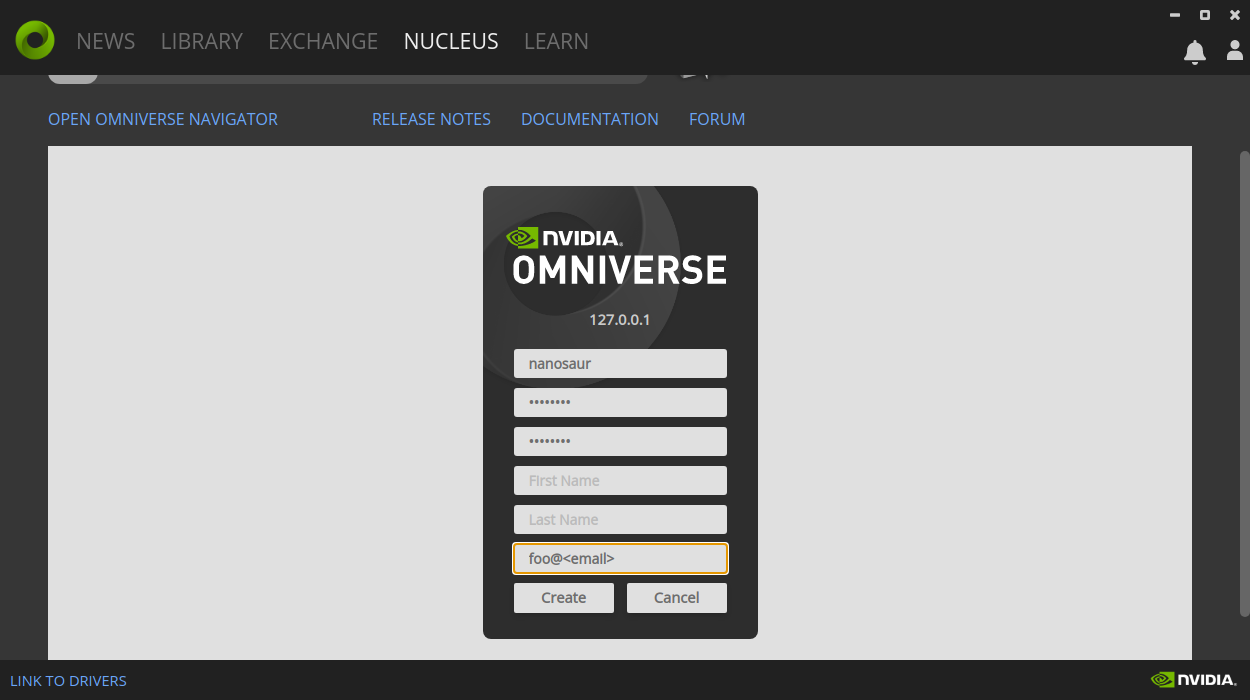 NEWS LIBRARY EXCHANGE NUCLEUS LEARN
OPEN OMNIVERSE NAVIGATOR RELEASE NOTES DOCUMENTATION FORUM
NVIDIA.
OMNIVERSE
127.0.0.1
nanosaur
••••••••
••••••••
First Name
Last Name
foo@<email>
Create Cancel
LINK TO DRIVERS NVIDIA.